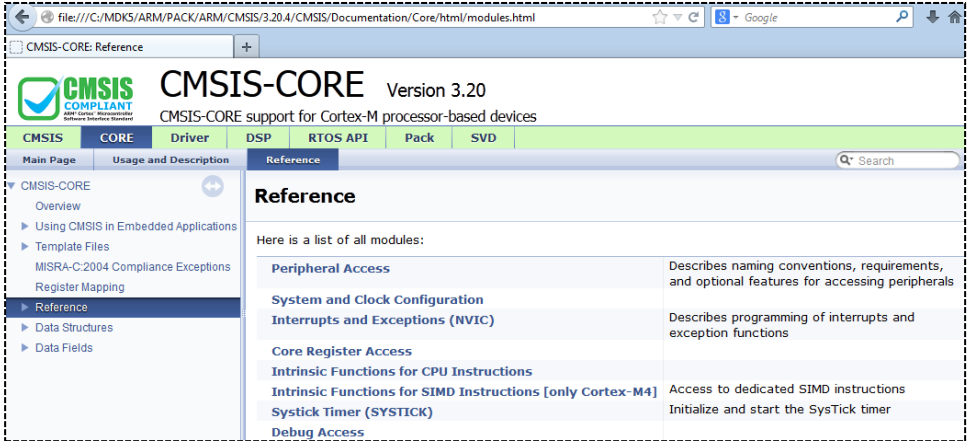 file:///C:/MDK5/ARM/PACK/ARM/CMSIS/3.20.4/CMSIS/Documentation/Core/html/modules.html
8 - Google
CMSIS-CORE: Reference
+
CMSIS
COMPLIANT
ARM® Cortex™ Microcontroller
Software Interface Standard
CMSIS-CORE Version 3.20
CMSIS-CORE support for Cortex-M processor-based devices
CMSIS CORE Driver DSP RTOS API Pack SVD
Main Page Usage and Description Reference Search
CMSIS-CORE
Overview
Using CMSIS in Embedded Applications
Template Files
MISRA-C:2004 Compliance Exceptions
Register Mapping
Reference
Data Structures
Data Fields
Reference
Here is a list of all modules:
Peripheral Access Describes naming conventions, requirements,
and optional features for accessing peripherals
System and Clock Configuration
Interrupts and Exceptions (NVIC) Describes programming of interrupts and
exception functions
Core Register Access
Intrinsic Functions for CPU Instructions
Intrinsic Functions for SIMD Instructions [only Cortex-M4] Access to dedicated SIMD instructions
Systick Timer (SYSTICK) Initialize and start the SysTick timer
Debug Access